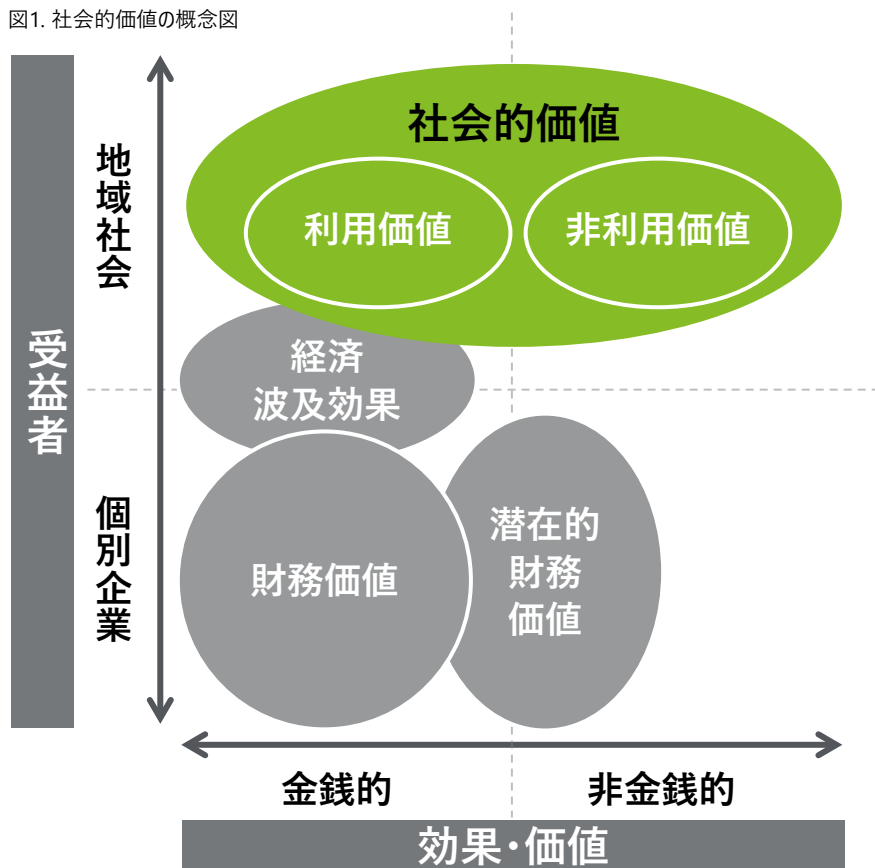 図1. 社会的価値の概念図
社会的価値
利用価値
非利用価値
地域社会
経済
波及効果
受益者
個別企業
財務価値
潜在的
財務
価値
金銭的
非金銭的
効果・価値